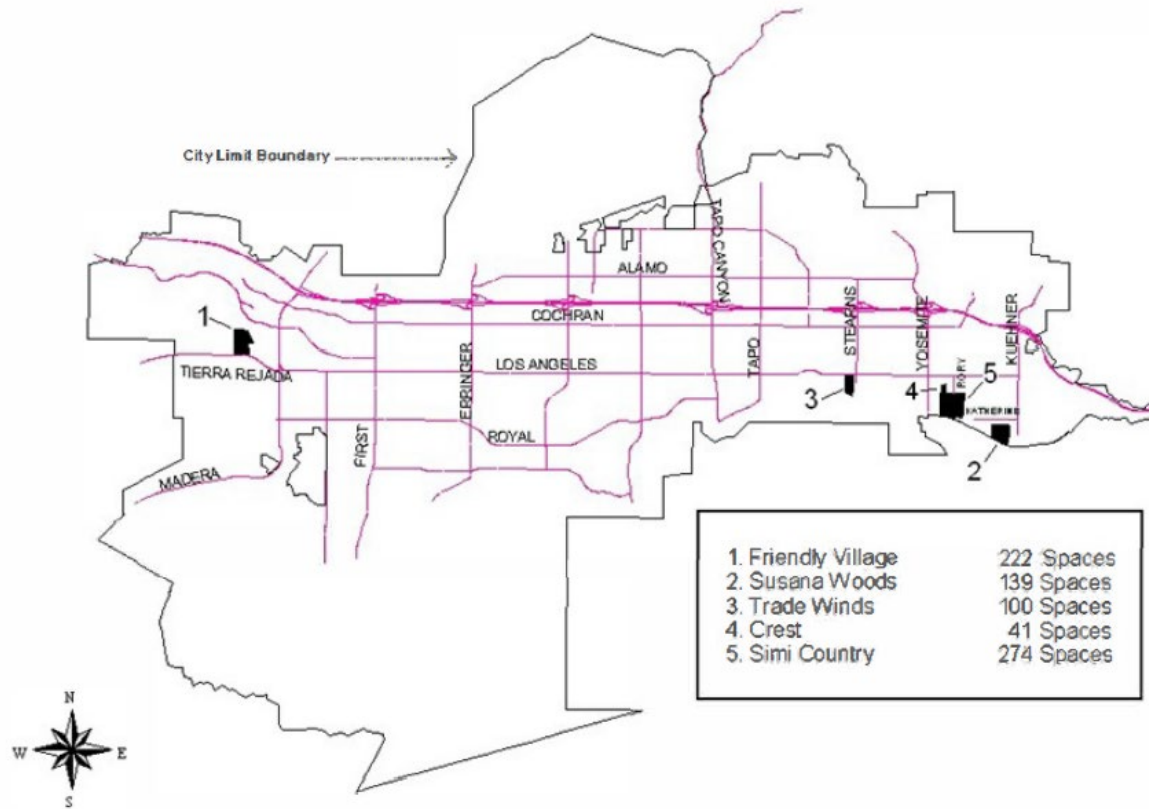 City Limit Boundary
TAPO CANYON
ALAMO
COCHRAN
STEARNS
YOSEMITE
KUEHNER
1
TIERRA REJADA
LOS ANGELES
ERRINGER
TAPO
RORY
4
5
3
KATHERINE
FIRST
ROYAL
2
MADERA
1. Friendly Village 222 Spaces
2. Susana Woods 139 Spaces
3. Trade Winds 100 Spaces
4. Crest 41 Spaces
5. Simi Country 274 Spaces
N
W E
S